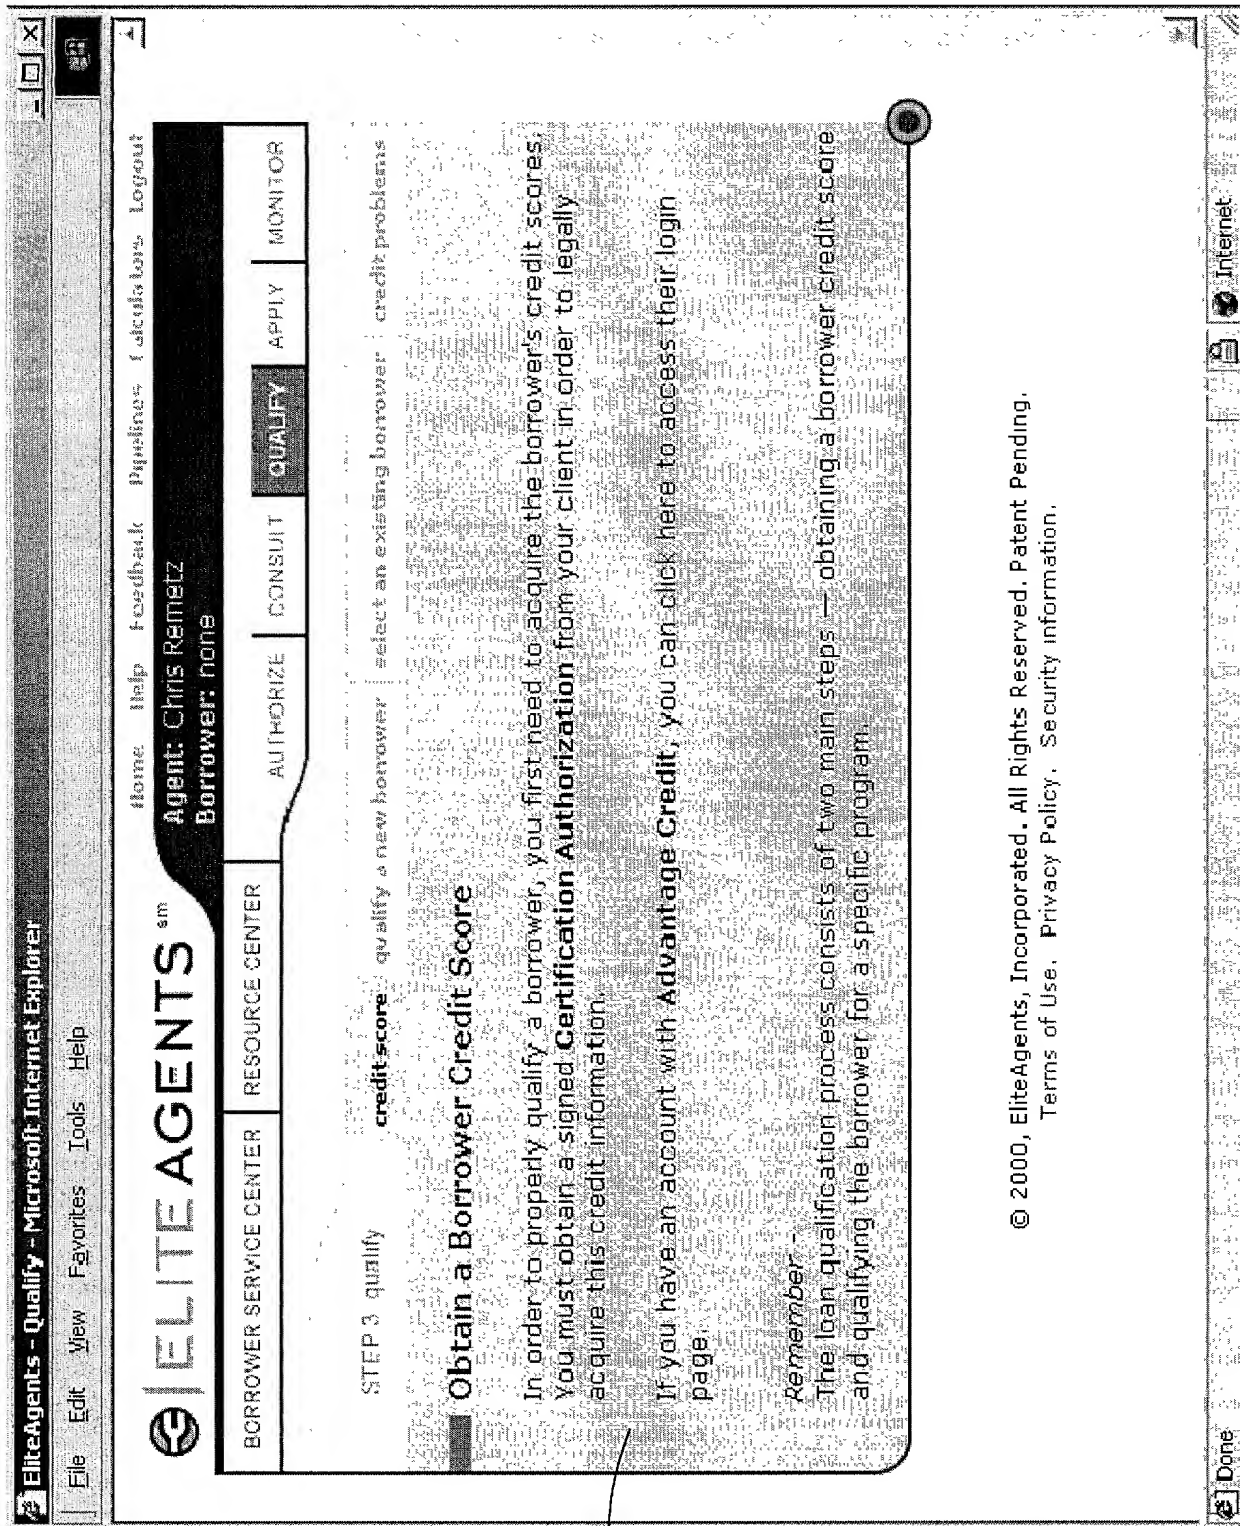 EliteAgents - Qualify - Microsoft Internet Explorer
File Edit View Favorites Tools Help
Home Help Feedback Pipelines Calculators Logout
ELITE AGENTS sm
Agent: Chris Remetz
Borrower: none
BORROWER SERVICE CENTER RESOURCE CENTER AUTHORIZE CONSULT QUALIFY APPLY MONITOR
STEP 3 qualify credit score qualify a new borrower select an existing borrower credit problems
Obtain a Borrower Credit Score
In order to properly qualify a borrower, you first need to acquire the borrower's credit scores.
You must obtain a signed Certification Authorization from your client in order to legally
acquire this credit information.
If you have an account with Advantage Credit, you can click here to access their login
page.
Remember -
The loan qualification process consists of two main steps — obtaining a borrower credit score
and qualifying the borrower for a specific program.
© 2000, EliteAgents, Incorporated. All Rights Reserved. Patent Pending.
Terms of Use. Privacy Policy. Security information.
Done Internet